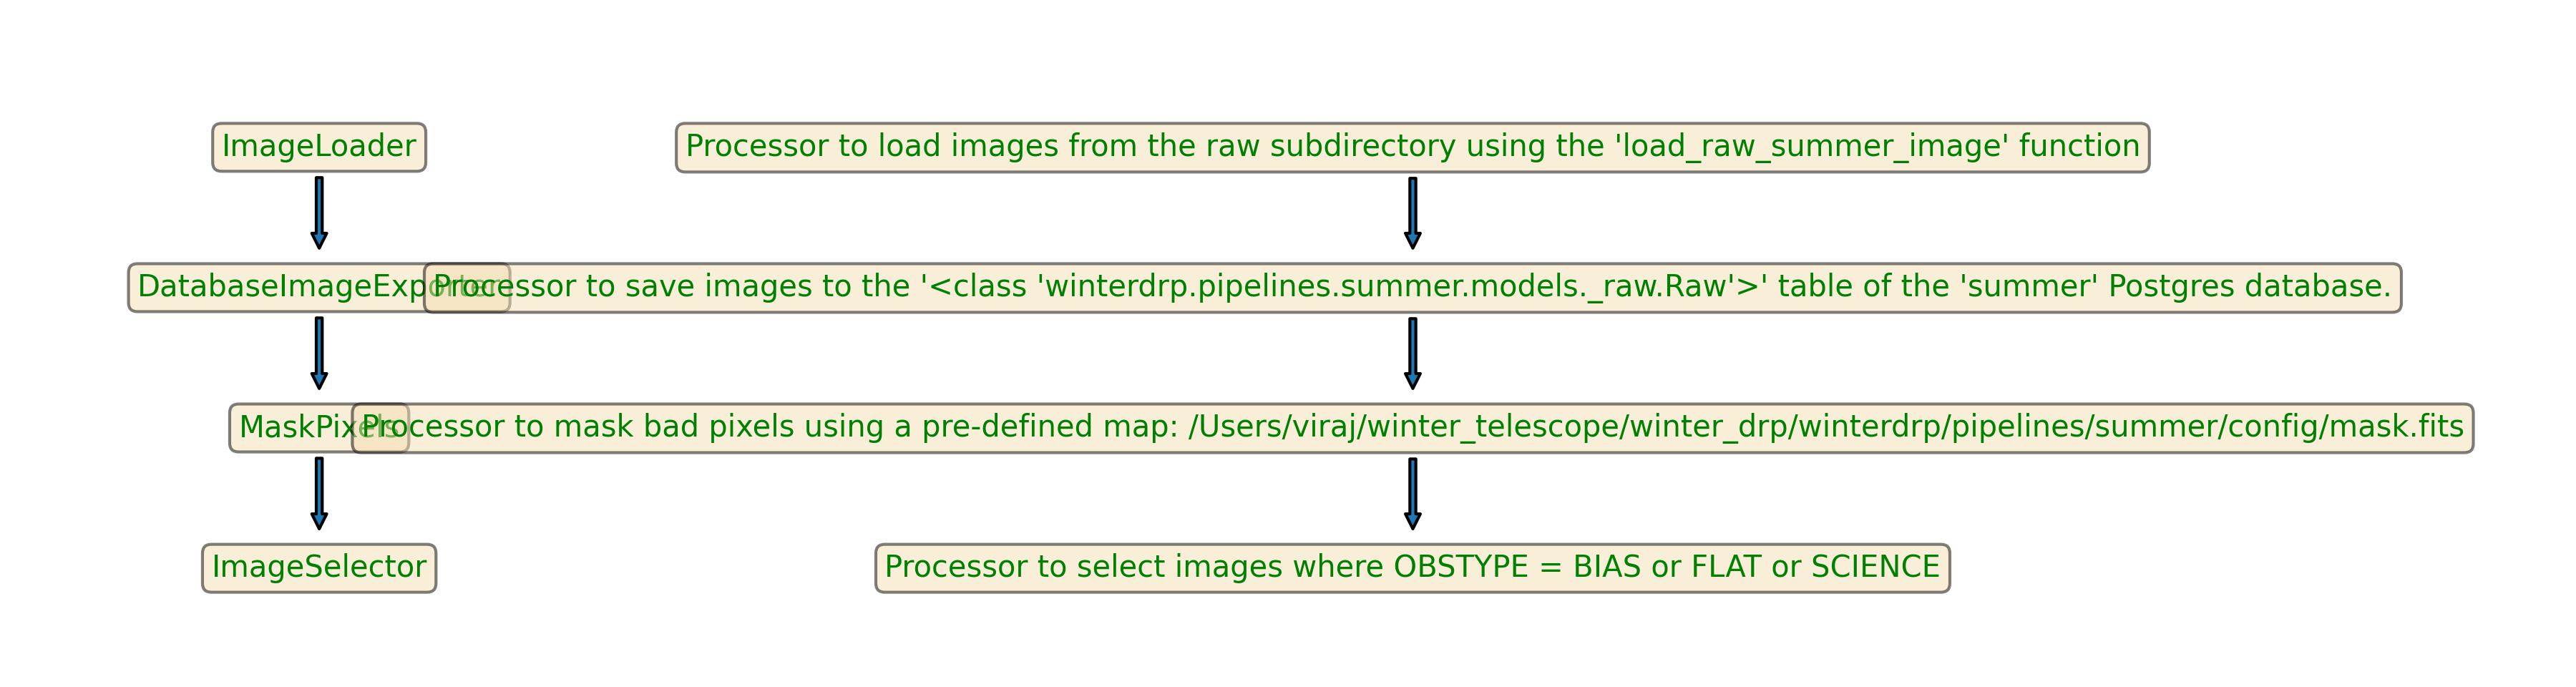 ImageLoader
Processor to load images from the raw subdirectory using the 'load_raw_summer_image' function
DatabaseImageExporter
Processor to save images to the '<class 'winterdrp.pipelines.summer.models._raw.Raw'>' table of the 'summer' Postgres database.
MaskPixels
Processor to mask bad pixels using a pre-defined map: /Users/viraj/winter_telescope/winter_drp/winterdrp/pipelines/summer/config/mask.fits
ImageSelector
Processor to select images where OBSTYPE = BIAS or FLAT or SCIENCE